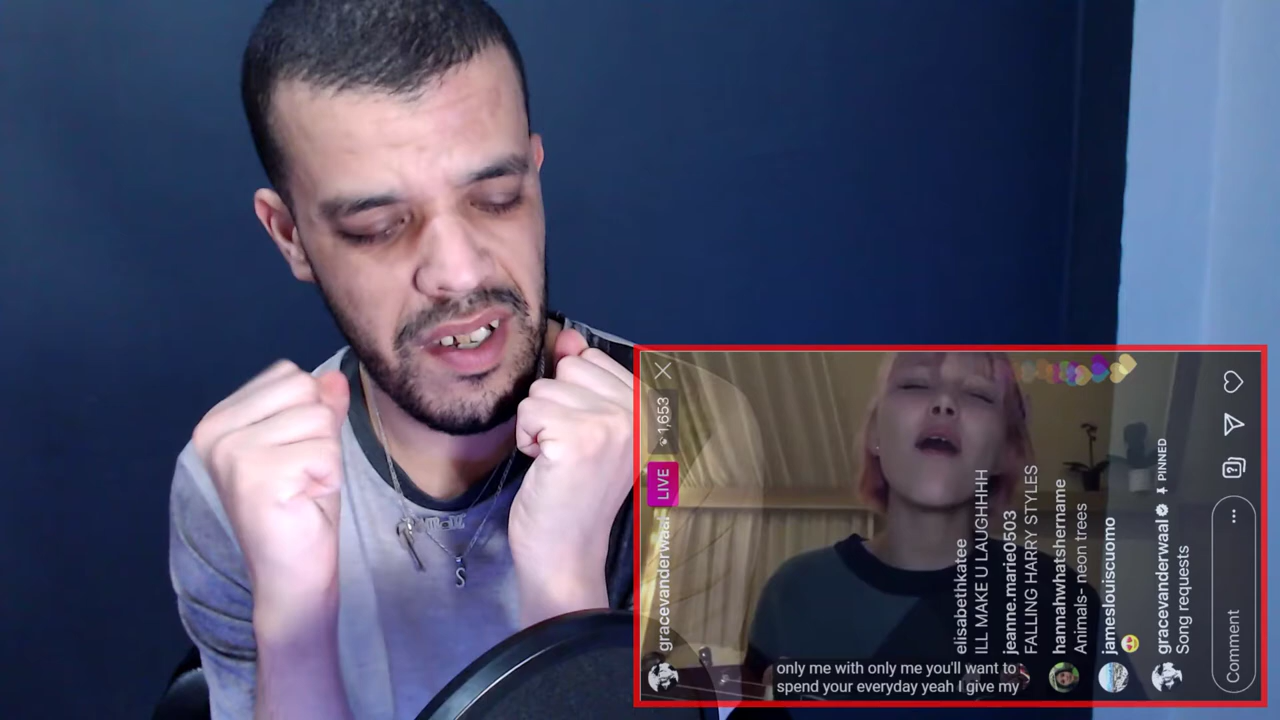 1,653
LIVE
gracevanderwaal
elisabethkatee
ILL MAKE U LAUGHHHH
jeanne.marie0503
FALLING HARRY STYLES
hannahwhatshername
Animals- neon trees
jameslouiscuomo
gracevanderwaal PINNED
Song requests
Comment
only me with only me you'll want to
spend your everyday yeah I give my
S